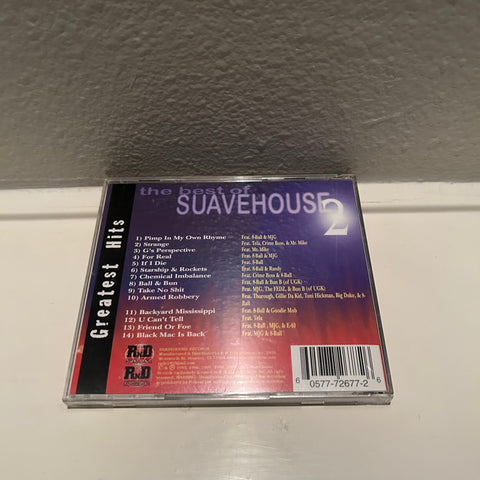 the best of
SUAVEHOUSE
2
Greatest Hits
1) Pimp In My Own Rhyme Feat. 8-Ball & MJG
2) Strange Feat. Tela, Crime Boss, & Mr. Mike
3) G's Perspective Feat. Mr. Mike
4) For Real Feat. 8-Ball & MJG
5) If I Die Feat. 8-Ball
6) Starship & Rockets Feat. 8-Ball & Randy
7) Chemical Imbalance Feat. Crime Boss & 8-Ball
8) Ball & Bun Feat. 8-Ball & Bun B (of UGK)
9) Take No Shit Feat. MJG, The FEDZ, & Bun B (of UGK)
10) Armed Robbery Feat. Thorough, Gillie Da Kid, Toni Hickman, Big Duke, & 8-
Ball
11) Backyard Mississippi Feat. 8-Ball & Goodie Mob
12) U Can't Tell Feat. Tela
13) Friend Or Foe Feat. 8-Ball, MJG, & E-40
14) Black Mac Is Back Feat. MJG & 8-Ball
RnD
RnD
6 0577-72677-2 6